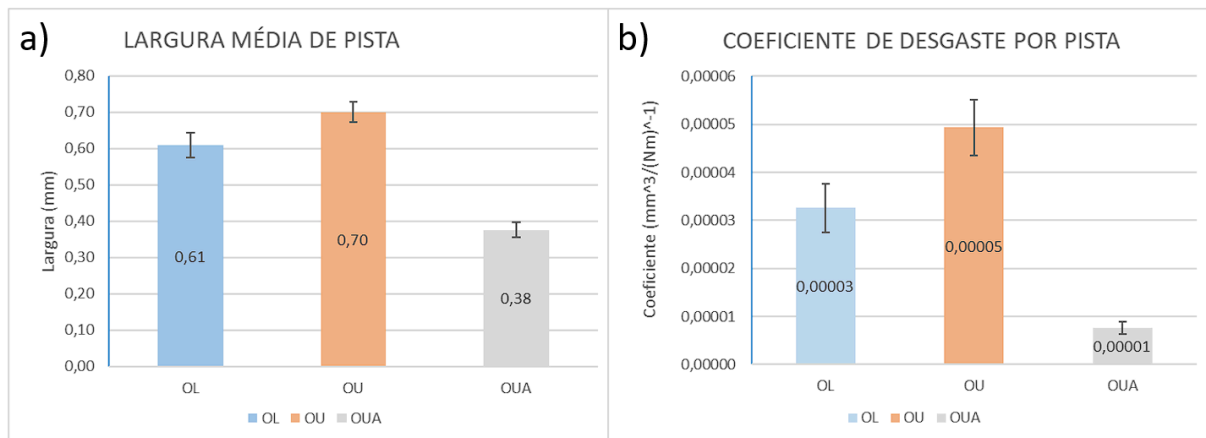 a)
LARGURA MÉDIA DE PISTA
Largura (mm)
0,80
0,70
0,60
0,50
0,40
0,30
0,20
0,10
0,00
0,61
0,70
0,38
OL
OU
OUA
OL OU OUA
b)
COEFICIENTE DE DESGASTE POR PISTA
Coeficiente (mm^3/(Nm)^-1)
0,00006
0,00005
0,00004
0,00003
0,00002
0,00001
0,00000
0,00003
0,00005
0,00001
OL
OU
OUA
OL OU OUA